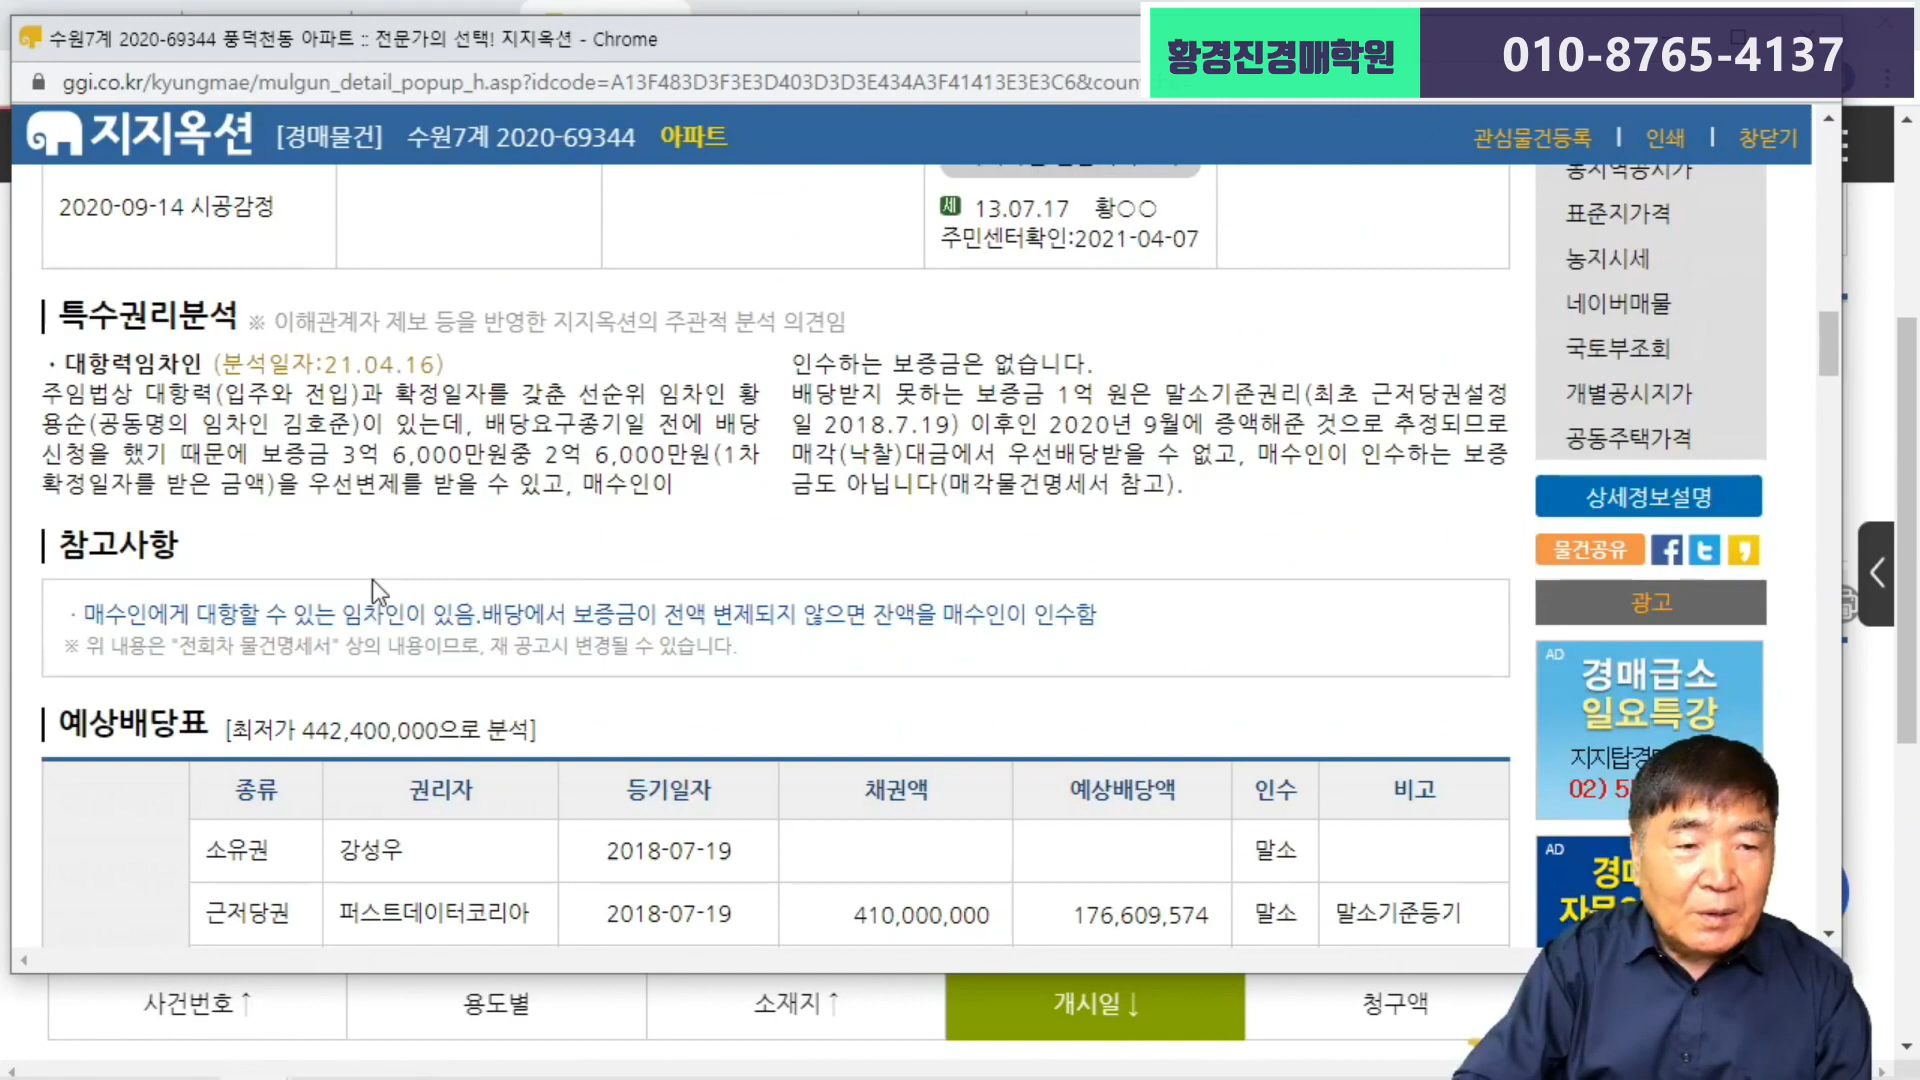 수원7계 2020-69344 풍덕천동 아파트 :: 전문가의 선택! 지지옥션 - Chrome
황경진경매학원
010-8765-4137
ggi.co.kr/kyungmae/mulgun_detail_popup_h.asp?idcode=A13F483D3F3E3D403D3D3E434A3F41413E3E3C6&coun
지지옥션 [경매물건] 수원7계 2020-69344 아파트
관심물건등록 | 인쇄 | 창닫기
2020-09-14 시공감정
세 13.07.17 황○○
주민센터확인:2021-04-07
표준지가격
농지시세
네이버매물
국토부조회
개별공시지가
공동주택가격
상세정보설명
물건공유
광고
특수권리분석 ※ 이해관계자 제보 등을 반영한 지지옥션의 주관적 분석 의견임
· 대항력임차인 (분석일자:21.04.16)
주임법상 대항력(입주와 전입)과 확정일자를 갖춘 선순위 임차인 황
용순(공동명의 임차인 김호준)이 있는데, 배당요구종기일 전에 배당
신청을 했기 때문에 보증금 3억 6,000만원중 2억 6,000만원(1차
확정일자를 받은 금액)을 우선변제를 받을 수 있고, 매수인이
인수하는 보증금은 없습니다.
배당받지 못하는 보증금 1억 원은 말소기준권리(최초 근저당권설정
일 2018.7.19) 이후인 2020년 9월에 증액해준 것으로 추정되므로
매각(낙찰)대금에서 우선배당받을 수 없고, 매수인이 인수하는 보증
금도 아닙니다(매각물건명세서 참고).
참고사항
· 매수인에게 대항할 수 있는 임차인이 있음.배당에서 보증금이 전액 변제되지 않으면 잔액을 매수인이 인수함
※ 위 내용은 "전회차 물건명세서" 상의 내용이므로, 재 공고시 변경될 수 있습니다.
예상배당표 [최저가 442,400,000으로 분석]
종류 권리자 등기일자 채권액 예상배당액 인수 비고
소유권 강성우 2018-07-19 말소
근저당권 퍼스트데이터코리아 2018-07-19 410,000,000 176,609,574 말소 말소기준등기
AD
경매급소
일요특강
02) 5
AD
사건번호↑ 용도별 소재지↑ 개시일↓ 청구액